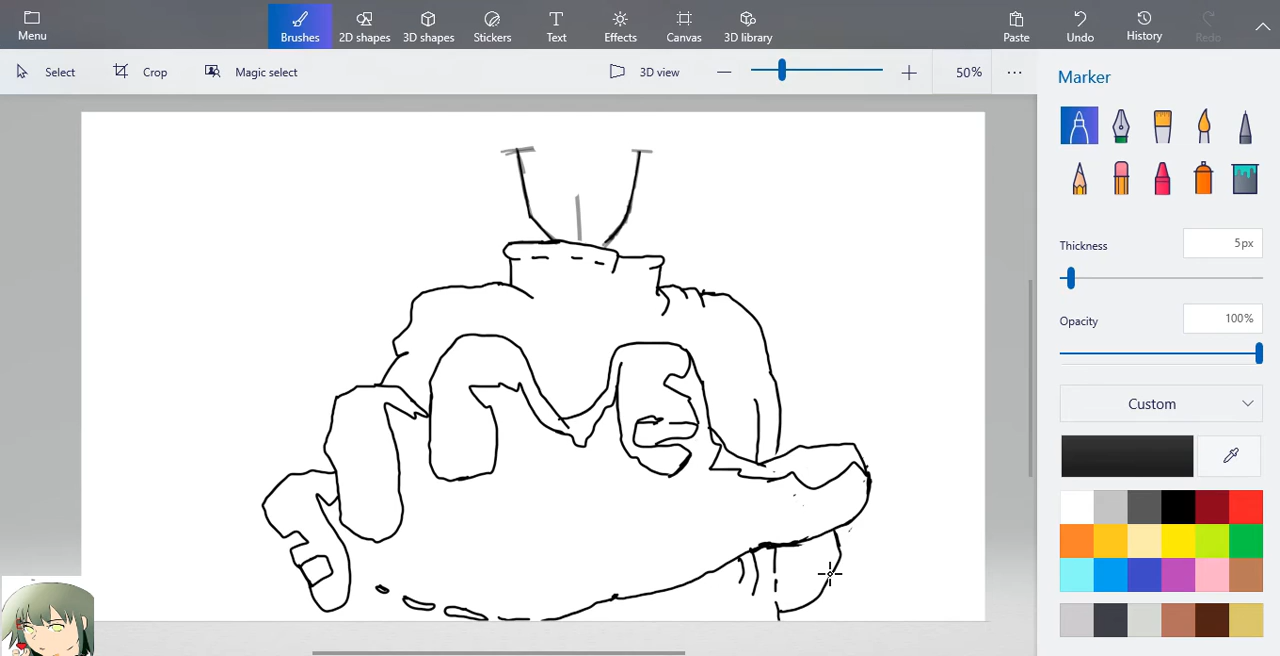 Menu
Brushes
2D shapes
3D shapes
Stickers
Text
Effects
Canvas
3D library
Paste
Undo
History
Redo
Select
Crop
Magic select
3D view
50%
Marker
Thickness
5px
Opacity
100%
Custom